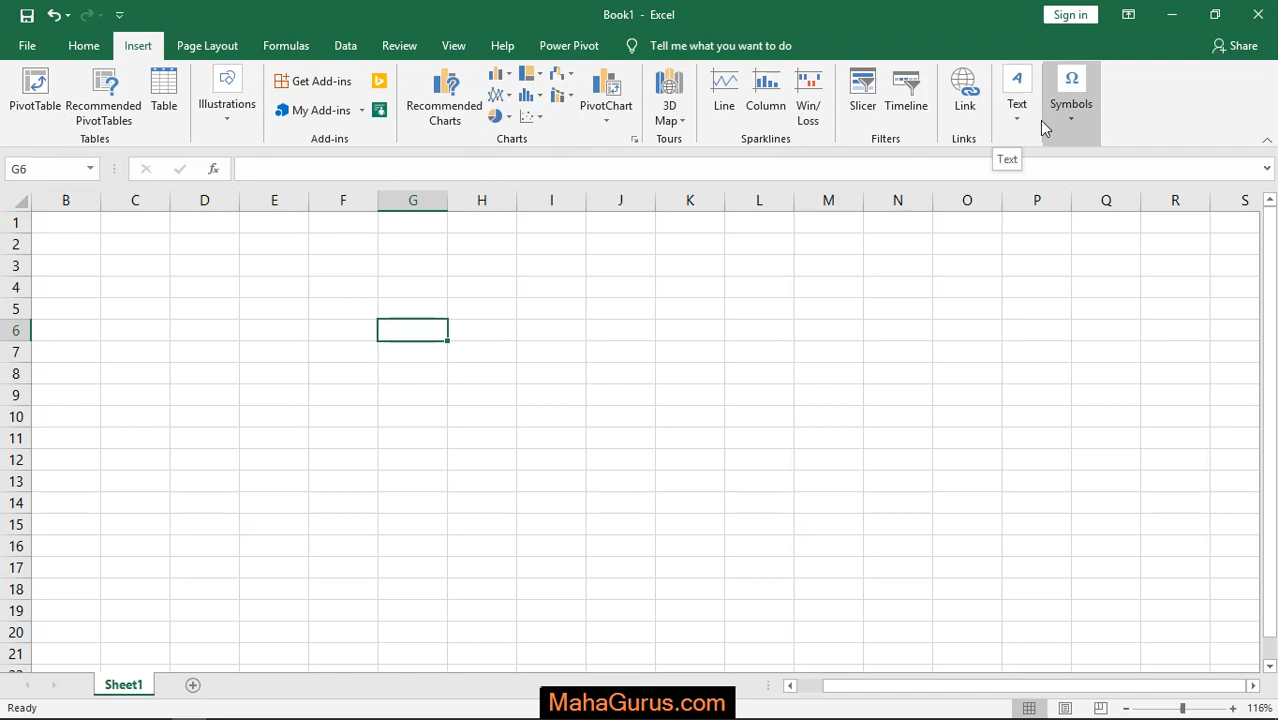 Book1 - Excel
Sign in
File Home Insert Page Layout Formulas Data Review View Help Power Pivot Tell me what you want to do Share
PivotTable
Recommended
PivotTables
Table
Tables
Illustrations
Get Add-ins
My Add-ins
Add-ins
Recommended
Charts
PivotChart
Charts
3D
Map
Tours
Line
Column
Win/
Loss
Sparklines
Slicer
Timeline
Filters
Link
Links
A
Text
Ω
Symbols
Text
G6
fx
B C D E F G H I J K L M N O P Q R S
1
2
3
4
5
6
7
8
9
10
11
12
13
14
15
16
17
18
19
20
21
Sheet1
Ready
MahaGurus.com
116%